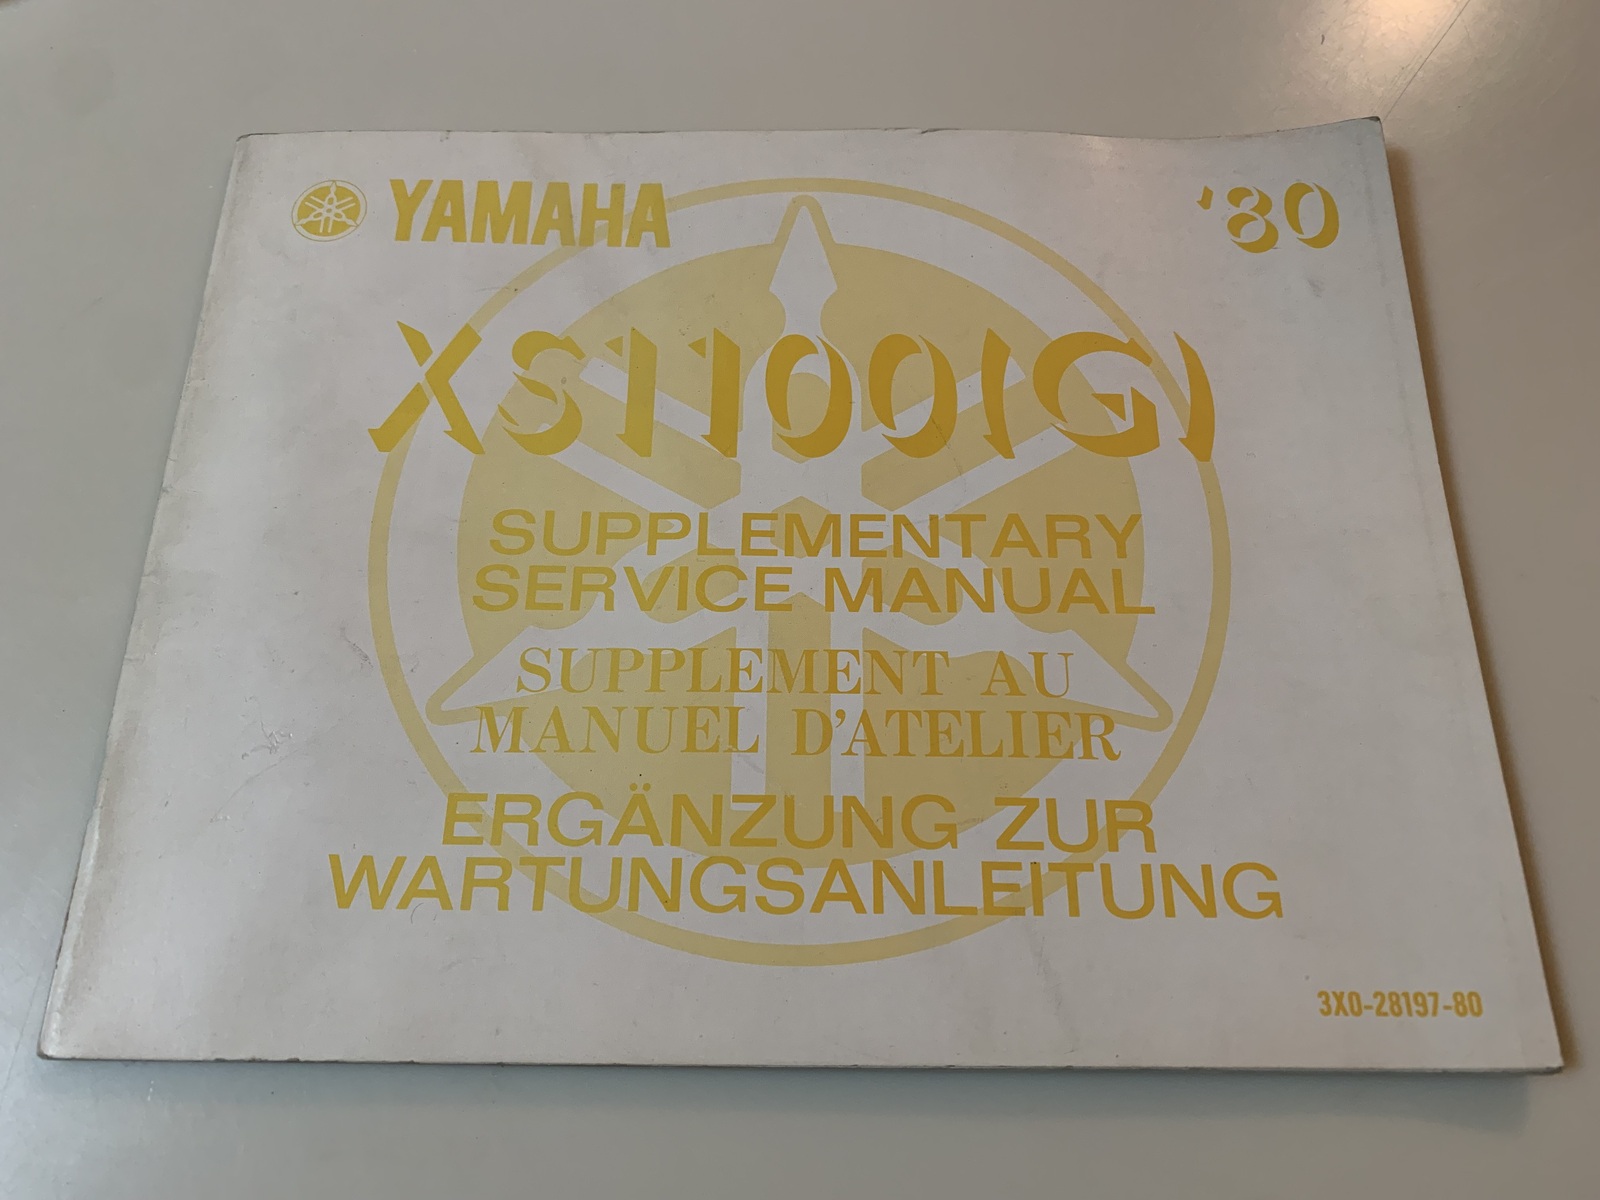 YAMAHA
'80
XS1100(G)
SUPPLEMENTARY
SERVICE MANUAL
SUPPLEMENT AU
MANUEL D'ATELIER
ERGÄNZUNG ZUR
WARTUNGSANLEITUNG
3X0-28197-80